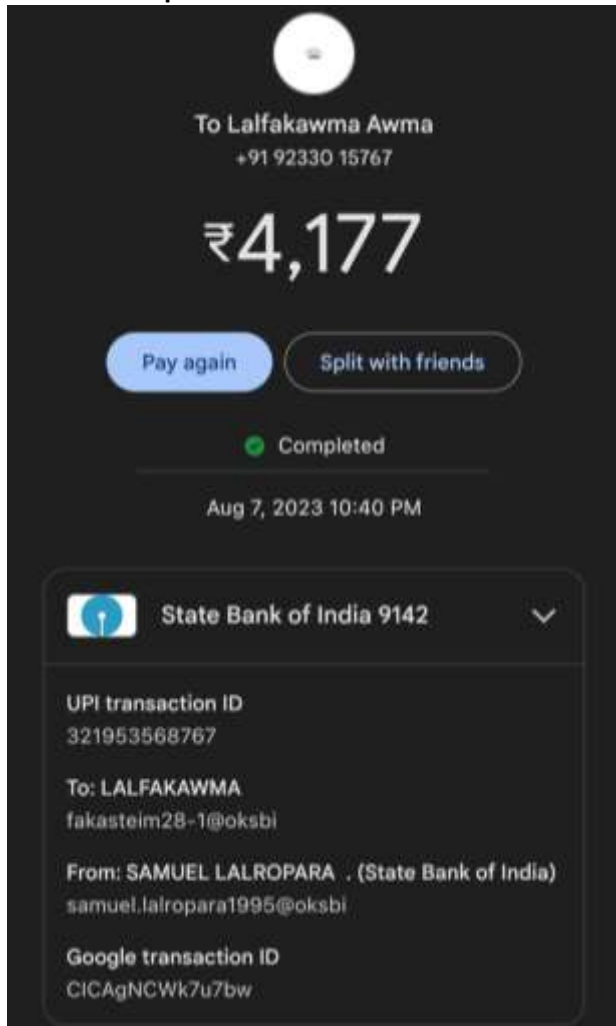 To Lalfakawma Awma
+91 92330 15767
₹4,177
Pay again
Split with friends
Completed
Aug 7, 2023 10:40 PM
State Bank of India 9142
UPI transaction ID
321953568767
To: LALFAKAWMA
fakasteim28-1@oksbi
From: SAMUEL LALROPARA . (State Bank of India)
samuel.lalropara1995@oksbi
Google transaction ID
CICAgNCWk7u7bw